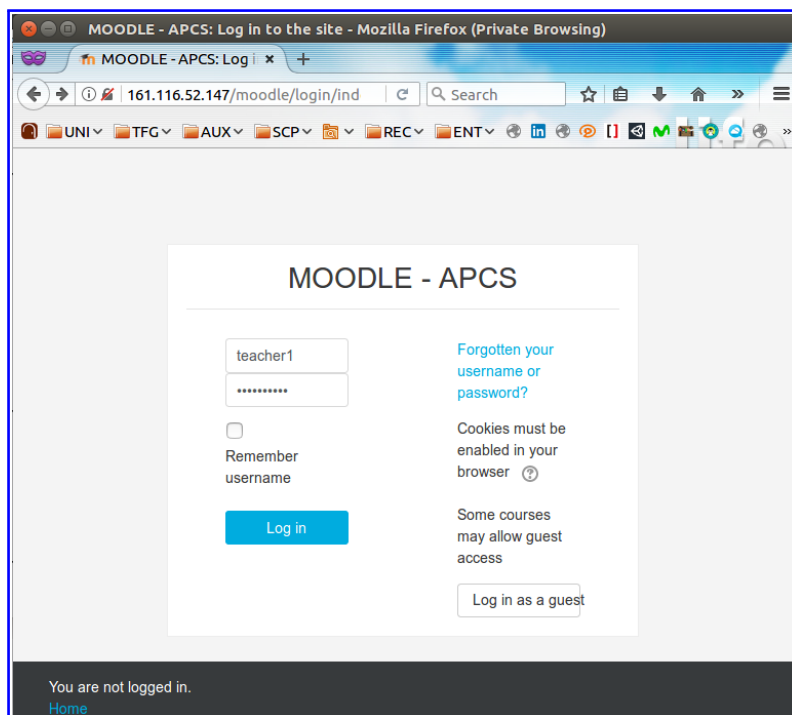 MOODLE - APCS: Log in to the site - Mozilla Firefox (Private Browsing)
MOODLE - APCS: Log i
161.116.52.147/moodle/login/ind
Search
UNI TFG AUX SCP REC ENT
MOODLE - APCS
teacher1
••••••••••
Remember
username
Log in
Forgotten your
username or
password?
Cookies must be
enabled in your
browser
Some courses
may allow guest
access
Log in as a guest
You are not logged in.
Home